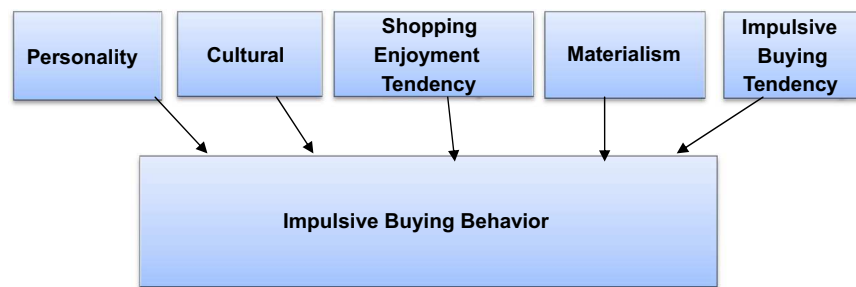 Personality
Cultural
Shopping
Enjoyment
Tendency
Materialism
Impulsive
Buying
Tendency
Impulsive Buying Behavior